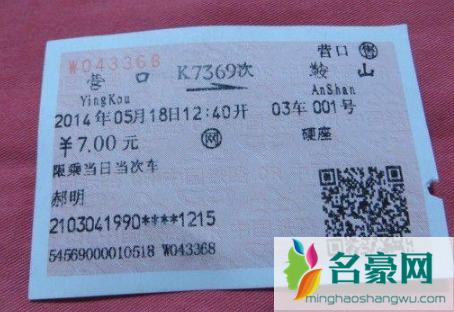 W043368
营口 售
营口 K7369次 鞍山
YingKou AnShan
2014年05月18日12:40开 03车001号
￥7.00元 网 硬座
限乘当日当次车
郝明
2103041990****1215
54569000010518 W043368
名豪网
minghaoshangwu.com